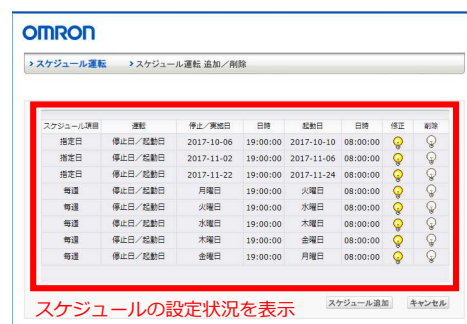 OMRON
> スケジュール運転 > スケジュール運転 追加／削除
スケジュール項目 運転 停止／実施日 日時 起動日 日時 修正 削除
指定日 停止日／起動日 2017-10-06 19:00:00 2017-10-10 08:00:00
指定日 停止日／起動日 2017-11-02 19:00:00 2017-11-06 08:00:00
指定日 停止日／起動日 2017-11-22 19:00:00 2017-11-24 08:00:00
毎週 停止日／起動日 月曜日 19:00:00 火曜日 08:00:00
毎週 停止日／起動日 火曜日 19:00:00 水曜日 08:00:00
毎週 停止日／起動日 水曜日 19:00:00 木曜日 08:00:00
毎週 停止日／起動日 木曜日 19:00:00 金曜日 08:00:00
毎週 停止日／起動日 金曜日 19:00:00 月曜日 08:00:00
スケジュールの設定状況を表示 スケジュール追加 キャンセル